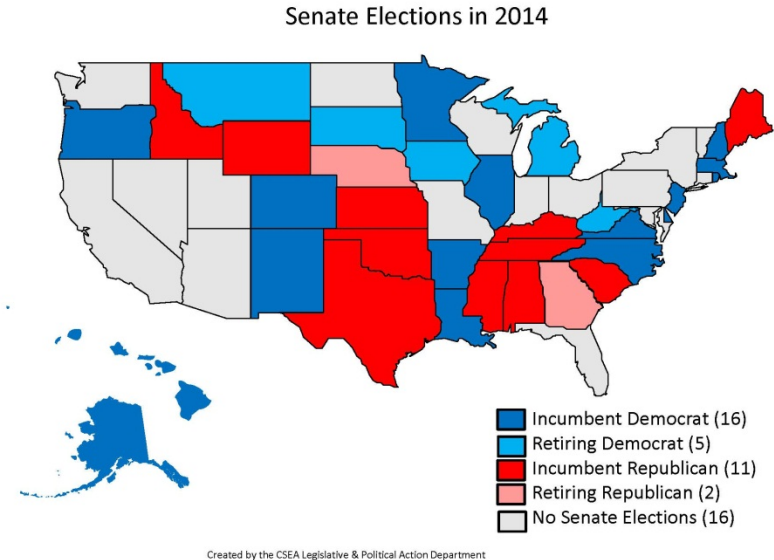 Senate Elections in 2014
Incumbent Democrat (16)
Retiring Democrat (5)
Incumbent Republican (11)
Retiring Republican (2)
No Senate Elections (16)
Created by the CSEA Legislative & Political Action Department